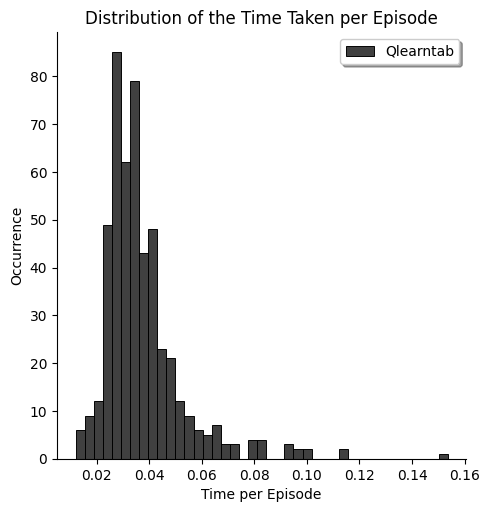 Distribution of the Time Taken per Episode
Qlearntab
Occurrence
80
70
60
50
40
30
20
10
0
0.02 0.04 0.06 0.08 0.10 0.12 0.14 0.16
Time per Episode